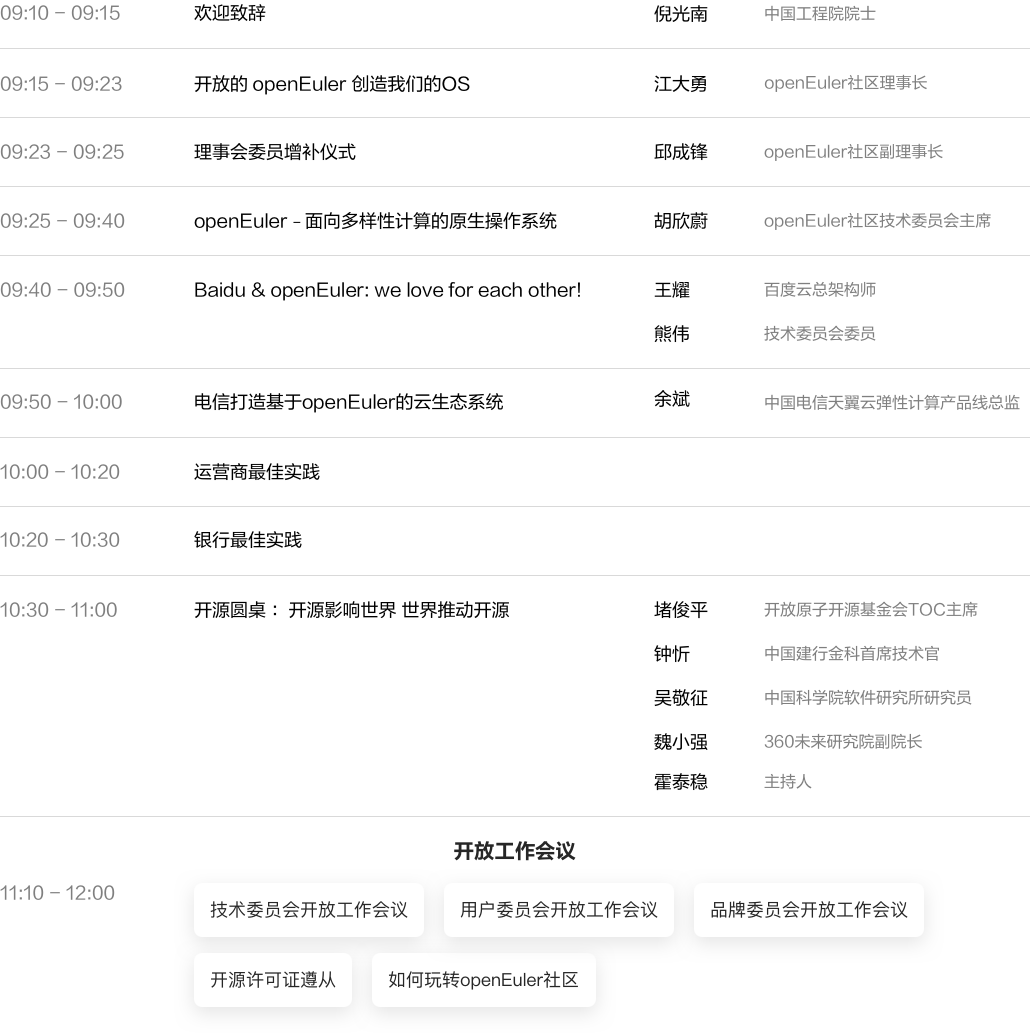 09:10 – 09:15 欢迎致辞 倪光南 中国工程院院士
09:15 – 09:23 开放的 openEuler 创造我们的OS 江大勇 openEuler社区理事长
09:23 – 09:25 理事会委员增补仪式 邱成锋 openEuler社区副理事长
09:25 – 09:40 openEuler - 面向多样性计算的原生操作系统 胡欣蔚 openEuler社区技术委员会主席
09:40 – 09:50 Baidu & openEuler: we love for each other! 王耀 百度云总架构师
熊伟 技术委员会委员
09:50 – 10:00 电信打造基于openEuler的云生态系统 余斌 中国电信天翼云弹性计算产品线总监
10:00 – 10:20 运营商最佳实践
10:20 – 10:30 银行最佳实践
10:30 – 11:00 开源圆桌 ： 开源影响世界 世界推动开源 堵俊平 开放原子开源基金会TOC主席
钟忻 中国建行金科首席技术官
吴敬征 中国科学院软件研究所研究员
魏小强 360未来研究院副院长
霍泰稳 主持人
开放工作会议
11:10 – 12:00
技术委员会开放工作会议 用户委员会开放工作会议 品牌委员会开放工作会议
开源许可证遵从 如何玩转openEuler社区